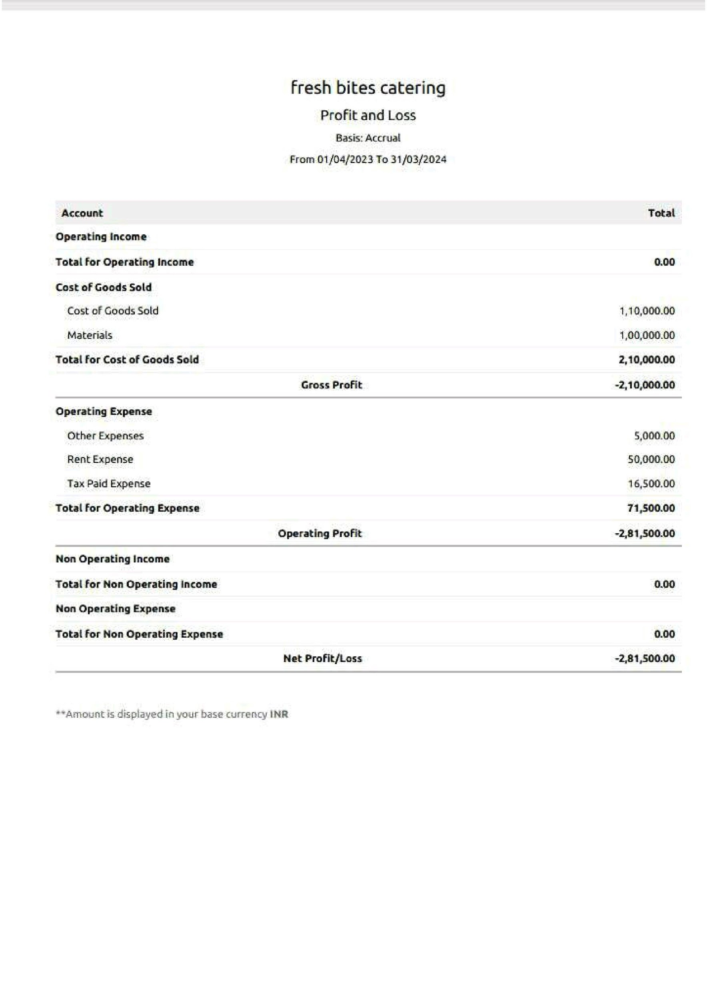 fresh bites catering
Profit and Loss
Basis: Accrual
From 01/04/2023 To 31/03/2024
Account Total
Operating Income
Total for Operating Income 0.00
Cost of Goods Sold
Cost of Goods Sold 1,10,000.00
Materials 1,00,000.00
Total for Cost of Goods Sold 2,10,000.00
Gross Profit -2,10,000.00
Operating Expense
Other Expenses 5,000.00
Rent Expense 50,000.00
Tax Paid Expense 16,500.00
Total for Operating Expense 71,500.00
Operating Profit -2,81,500.00
Non Operating Income
Total for Non Operating Income 0.00
Non Operating Expense
Total for Non Operating Expense 0.00
Net Profit/Loss -2,81,500.00
**Amount is displayed in your base currency INR